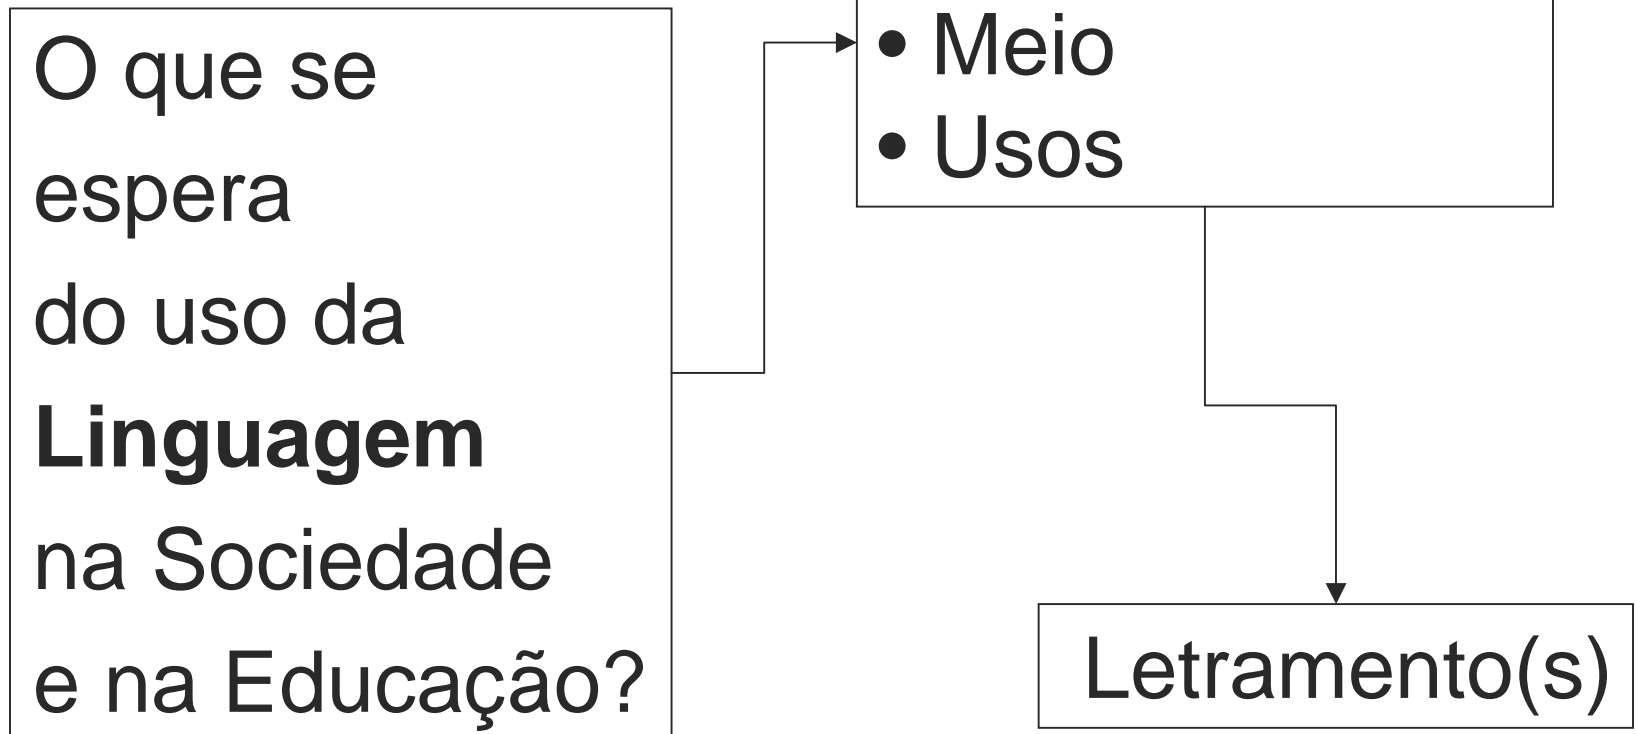 O que se
espera
do uso da
Linguagem
na Sociedade
e na Educação?
• Meio
• Usos
Letramento(s)